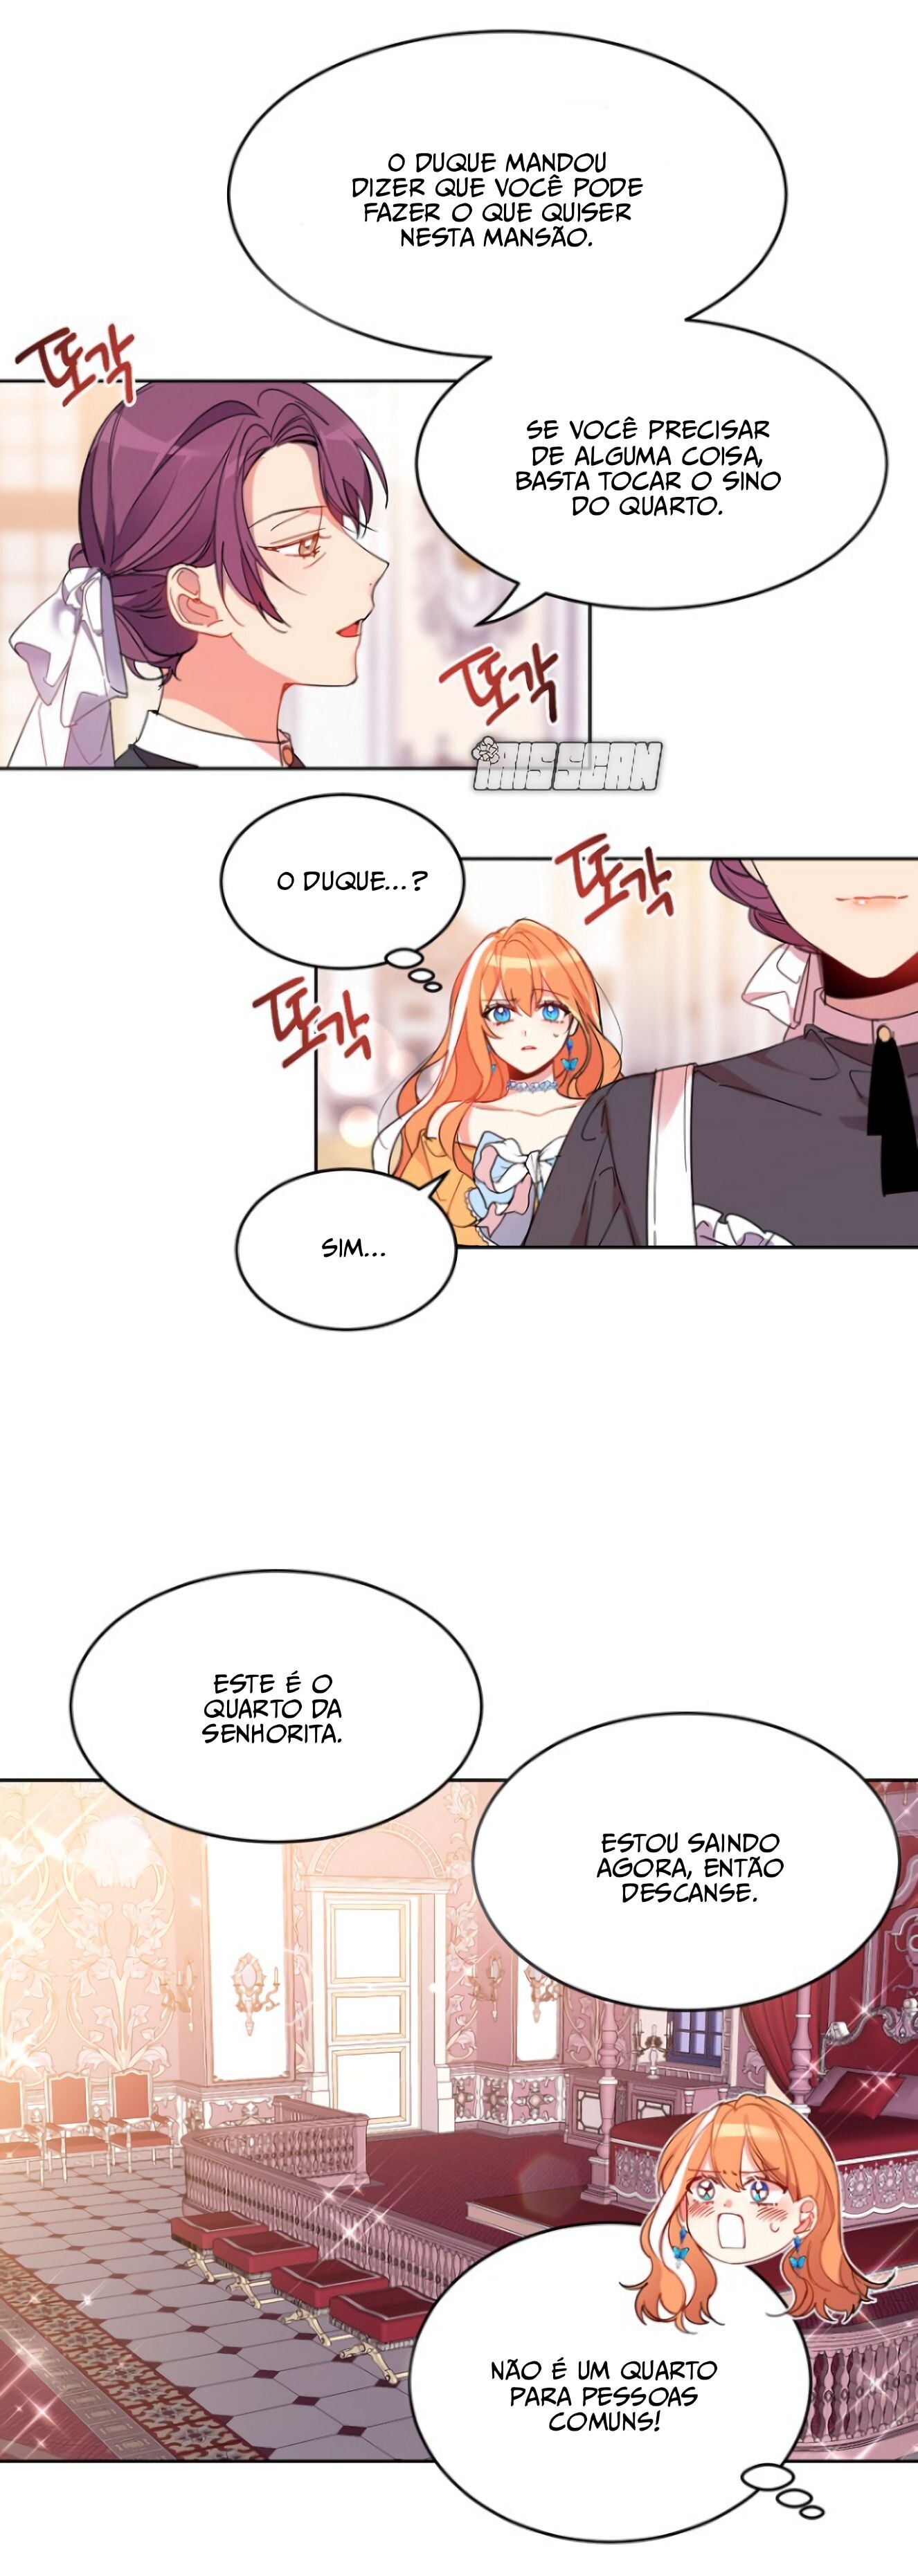 O DUQUE MANDOU
DIZER QUE VOCÊ PODE
FAZER O QUE QUISER
NESTA MANSÃO.
또각
SE VOCÊ PRECISAR
DE ALGUMA COISA,
BASTA TOCAR O SINO
DO QUARTO.
또각
IRISSCAN
O DUQUE...?
또각
또각
SIM...
ESTE É O
QUARTO DA
SENHORITA.
ESTOU SAINDO
AGORA, ENTÃO
DESCANSE.
NÃO É UM QUARTO
PARA PESSOAS
COMUNS!